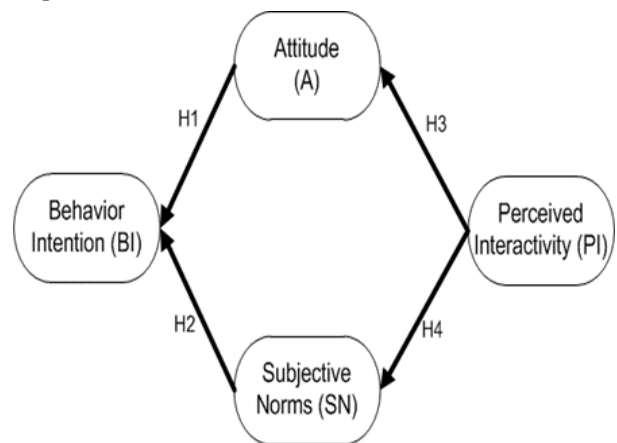 Attitude
(A)
H1
H3
Behavior
Intention (BI)
Perceived
Interactivity (PI)
H2
H4
Subjective
Norms (SN)